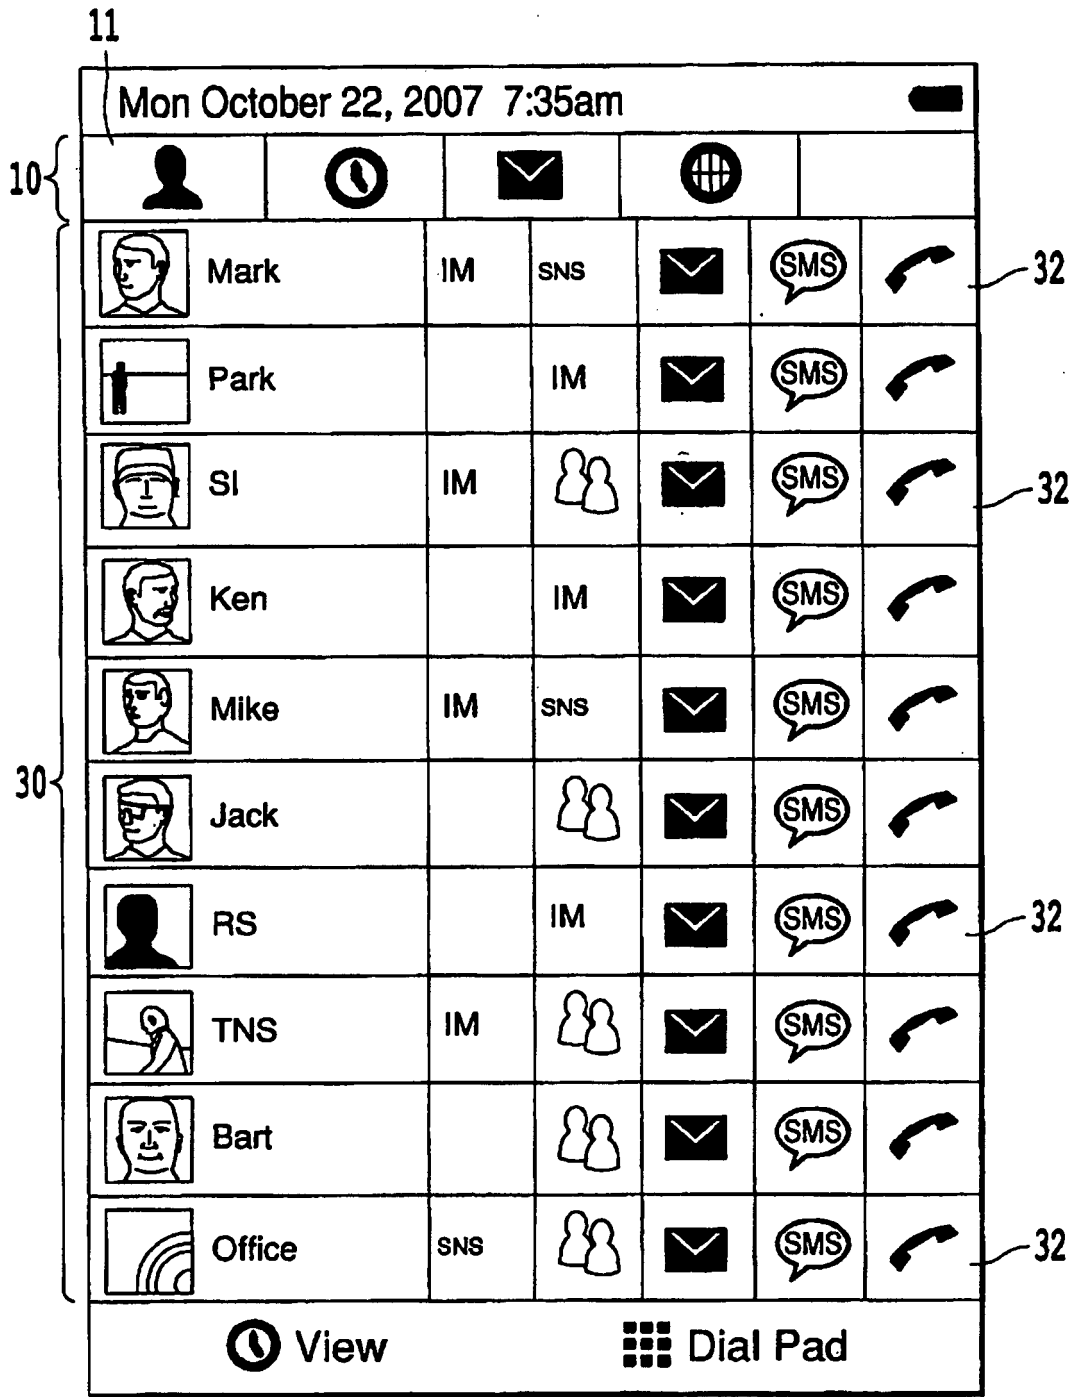 11
Mon October 22, 2007 7:35am
10
Mark IM SNS SMS 32
Park IM SMS
SI IM SMS 32
Ken IM SMS
Mike IM SNS SMS
30
Jack SMS
RS IM SMS 32
TNS IM SMS
Bart SMS
Office SNS SMS 32
View Dial Pad